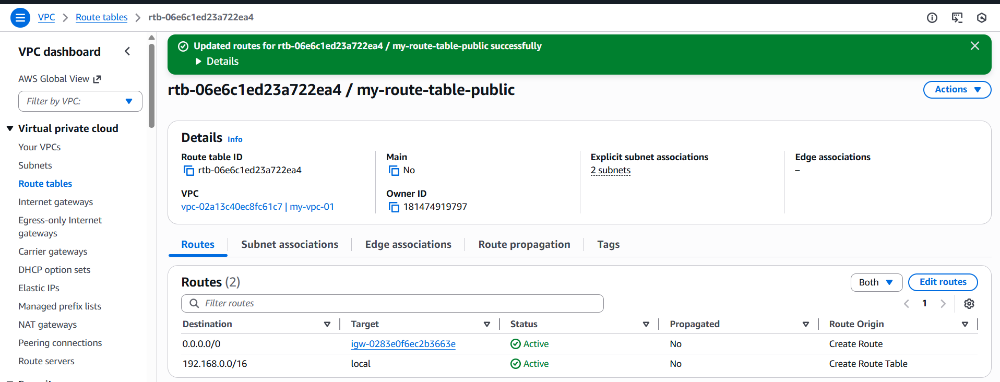 VPC
Route tables
rtb-06e6c1ed23a722ea4
VPC dashboard
AWS Global View
Filter by VPC:
Virtual private cloud
Your VPCs
Subnets
Route tables
Internet gateways
Egress-only Internet
gateways
Carrier gateways
DHCP option sets
Elastic IPs
Managed prefix lists
NAT gateways
Peering connections
Route servers
Updated routes for rtb-06e6c1ed23a722ea4 / my-route-table-public successfully
Details
rtb-06e6c1ed23a722ea4 / my-route-table-public
Actions
Details Info
Route table ID
rtb-06e6c1ed23a722ea4
Main
No
Explicit subnet associations
2 subnets
Edge associations
–
VPC
vpc-02a13c40ec8fc61c7 | my-vpc-01
Owner ID
181474919797
Routes Subnet associations Edge associations Route propagation Tags
Routes (2)
Both
Edit routes
Filter routes
1
Destination Target Status Propagated Route Origin
0.0.0.0/0 igw-0283e0f6ec2b3663e Active No Create Route
192.168.0.0/16 local Active No Create Route Table